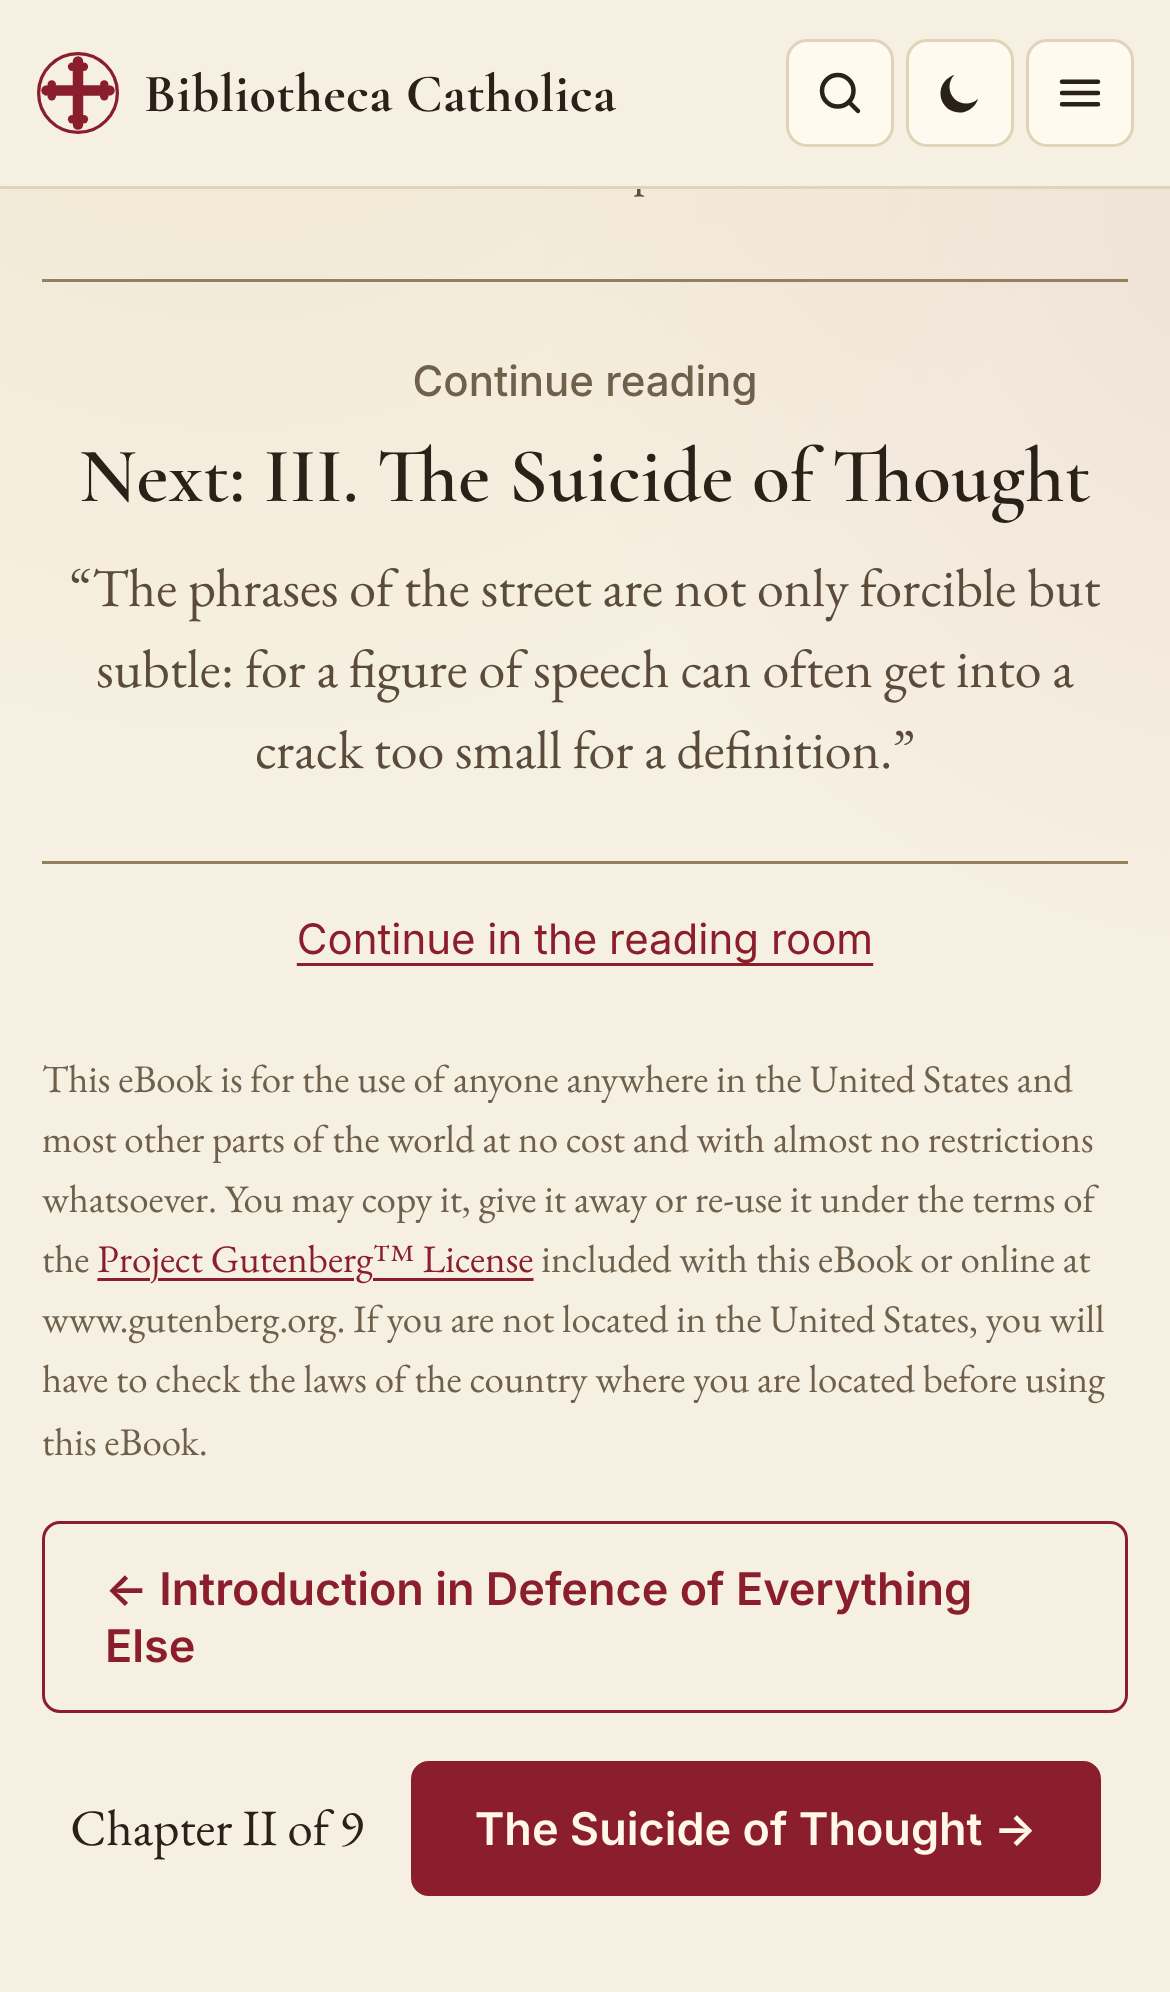 Bibliotheca Catholica
Continue reading
Next: III. The Suicide of Thought
“The phrases of the street are not only forcible but
subtle: for a figure of speech can often get into a
crack too small for a definition.”
Continue in the reading room
This eBook is for the use of anyone anywhere in the United States and
most other parts of the world at no cost and with almost no restrictions
whatsoever. You may copy it, give it away or re-use it under the terms of
the Project Gutenberg™ License included with this eBook or online at
www.gutenberg.org. If you are not located in the United States, you will
have to check the laws of the country where you are located before using
this eBook.
← Introduction in Defence of Everything
Else
Chapter II of 9
The Suicide of Thought →